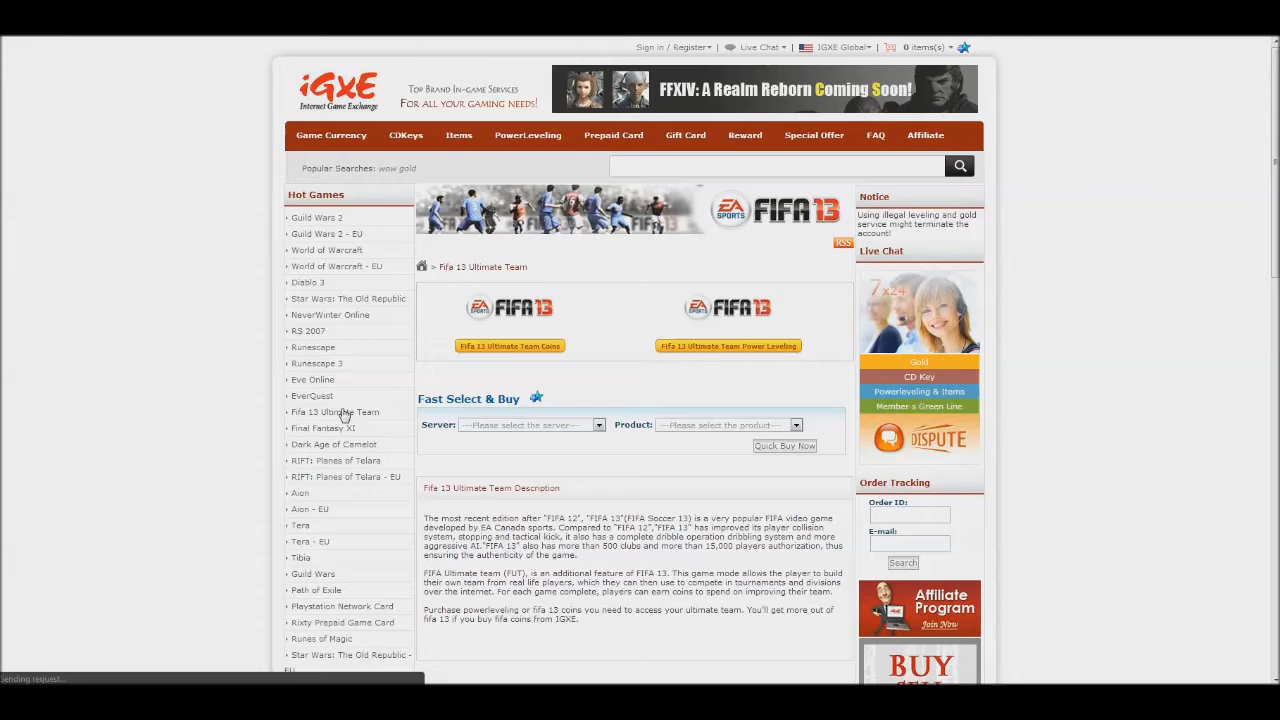 Sign in / Register
Live Chat
IGXE Global
0 items(s)
iGXE
Internet Game Exchange
Top Brand In-game Services
For all your gaming needs!
FFXIV: A Realm Reborn Coming Soon!
Game Currency
CDKeys
Items
PowerLeveling
Prepaid Card
Gift Card
Reward
Special Offer
FAQ
Affiliate
Popular Searches: wow gold
Hot Games
Guild Wars 2
Guild Wars 2 - EU
World of Warcraft
World of Warcraft - EU
Diablo 3
Star Wars: The Old Republic
NeverWinter Online
RS 2007
Runescape
Runescape 3
Eve Online
EverQuest
Fifa 13 Ultimate Team
Final Fantasy XI
Dark Age of Camelot
RIFT: Planes of Telara
RIFT: Planes of Telara - EU
Aion
Aion - EU
Tera
Tera - EU
Tibia
Guild Wars
Path of Exile
Playstation Network Card
Rixty Prepaid Game Card
Runes of Magic
Star Wars: The Old Republic -
EU
EA SPORTS FIFA 13
RSS
> Fifa 13 Ultimate Team
EA SPORTS FIFA 13
EA SPORTS FIFA 13
Fifa 13 Ultimate Team Coins
Fifa 13 Ultimate Team Power Leveling
Fast Select & Buy
Server: ---Please select the server---
Product: ---Please select the product---
Quick Buy Now
Fifa 13 Ultimate Team Description
The most recent edition after "FIFA 12", "FIFA 13"(FIFA Soccer 13) is a very popular FIFA video game
developed by EA Canada sports. Compared to "FIFA 12","FIFA 13" has improved its player collision
system, stopping and tactical kick, it also has a complete dribble operation dribbling system and more
aggressive AI."FIFA 13" also has more than 500 clubs and more than 15,000 players authorization, thus
ensuring the authenticity of the game.
FIFA Ultimate team (FUT), is an additional feature of FIFA 13. This game mode allows the player to build
their own team from real life players, which they can then use to compete in tournaments and divisions
over the internet. For each game complete, players can earn coins to spend on improving their team.
Purchase powerleveling or fifa 13 coins you need to access your ultimate team. You'll get more out of
fifa 13 if you buy fifa coins from IGXE.
Notice
Using illegal leveling and gold
service might terminate the
account!
Live Chat
7x24
Gold
CD Key
Powerleveling & Items
Member s Green Line
DISPUTE
Order Tracking
Order ID:
E-mail:
Search
Affiliate
Program
Join Now
BUY
SELL
Sending request...